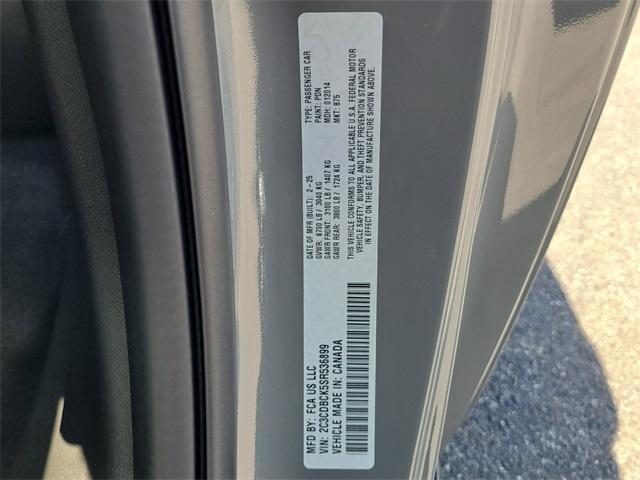 MFD BY: FCA US LLC
VIN: 2C3CDBCK5SR536899
VEHICLE MADE IN: CANADA
DATE OF MFR (BUILT): 2-25
GVWR: 6700 LB / 3040 KG
GAWR FRONT: 3100 LB / 1407 KG
GAWR REAR: 3800 LB / 1724 KG
THIS VEHICLE CONFORMS TO ALL APPLICABLE U.S.A. FEDERAL MOTOR
VEHICLE SAFETY, BUMPER, AND THEFT PREVENTION STANDARDS
IN EFFECT ON THE DATE OF MANUFACTURE SHOWN ABOVE.
TYPE: PASSENGER CAR
PAINT: PDN
MDH: 012014
MKT: B75